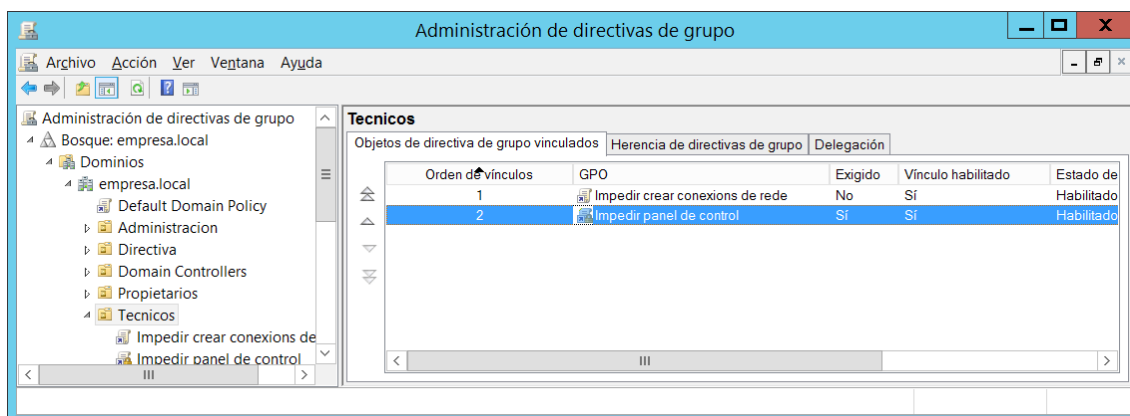 Administración de directivas de grupo
Archivo Acción Ver Ventana Ayuda
Administración de directivas de grupo
Bosque: empresa.local
Dominios
empresa.local
Default Domain Policy
Administracion
Directiva
Domain Controllers
Propietarios
Tecnicos
Impedir crear conexions de
Impedir panel de control
Tecnicos
Objetos de directiva de grupo vinculados Herencia de directivas de grupo Delegación
Orden de vínculos GPO Exigido Vínculo habilitado Estado de
1 Impedir crear conexions de rede No Sí Habilitado
2 Impedir panel de control Sí Sí Habilitado